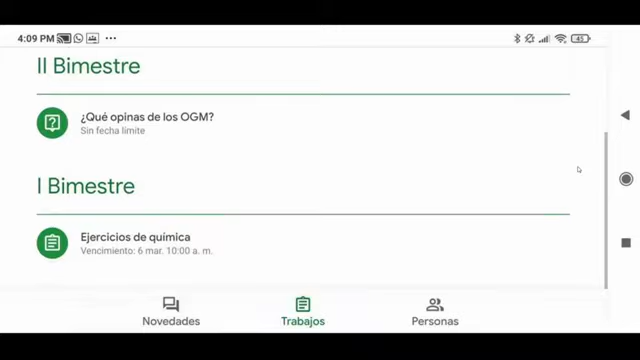 4:09 PM
45
II Bimestre
¿Qué opinas de los OGM?
Sin fecha límite
I Bimestre
Ejercicios de química
Vencimiento: 6 mar. 10:00 a. m.
Novedades
Trabajos
Personas